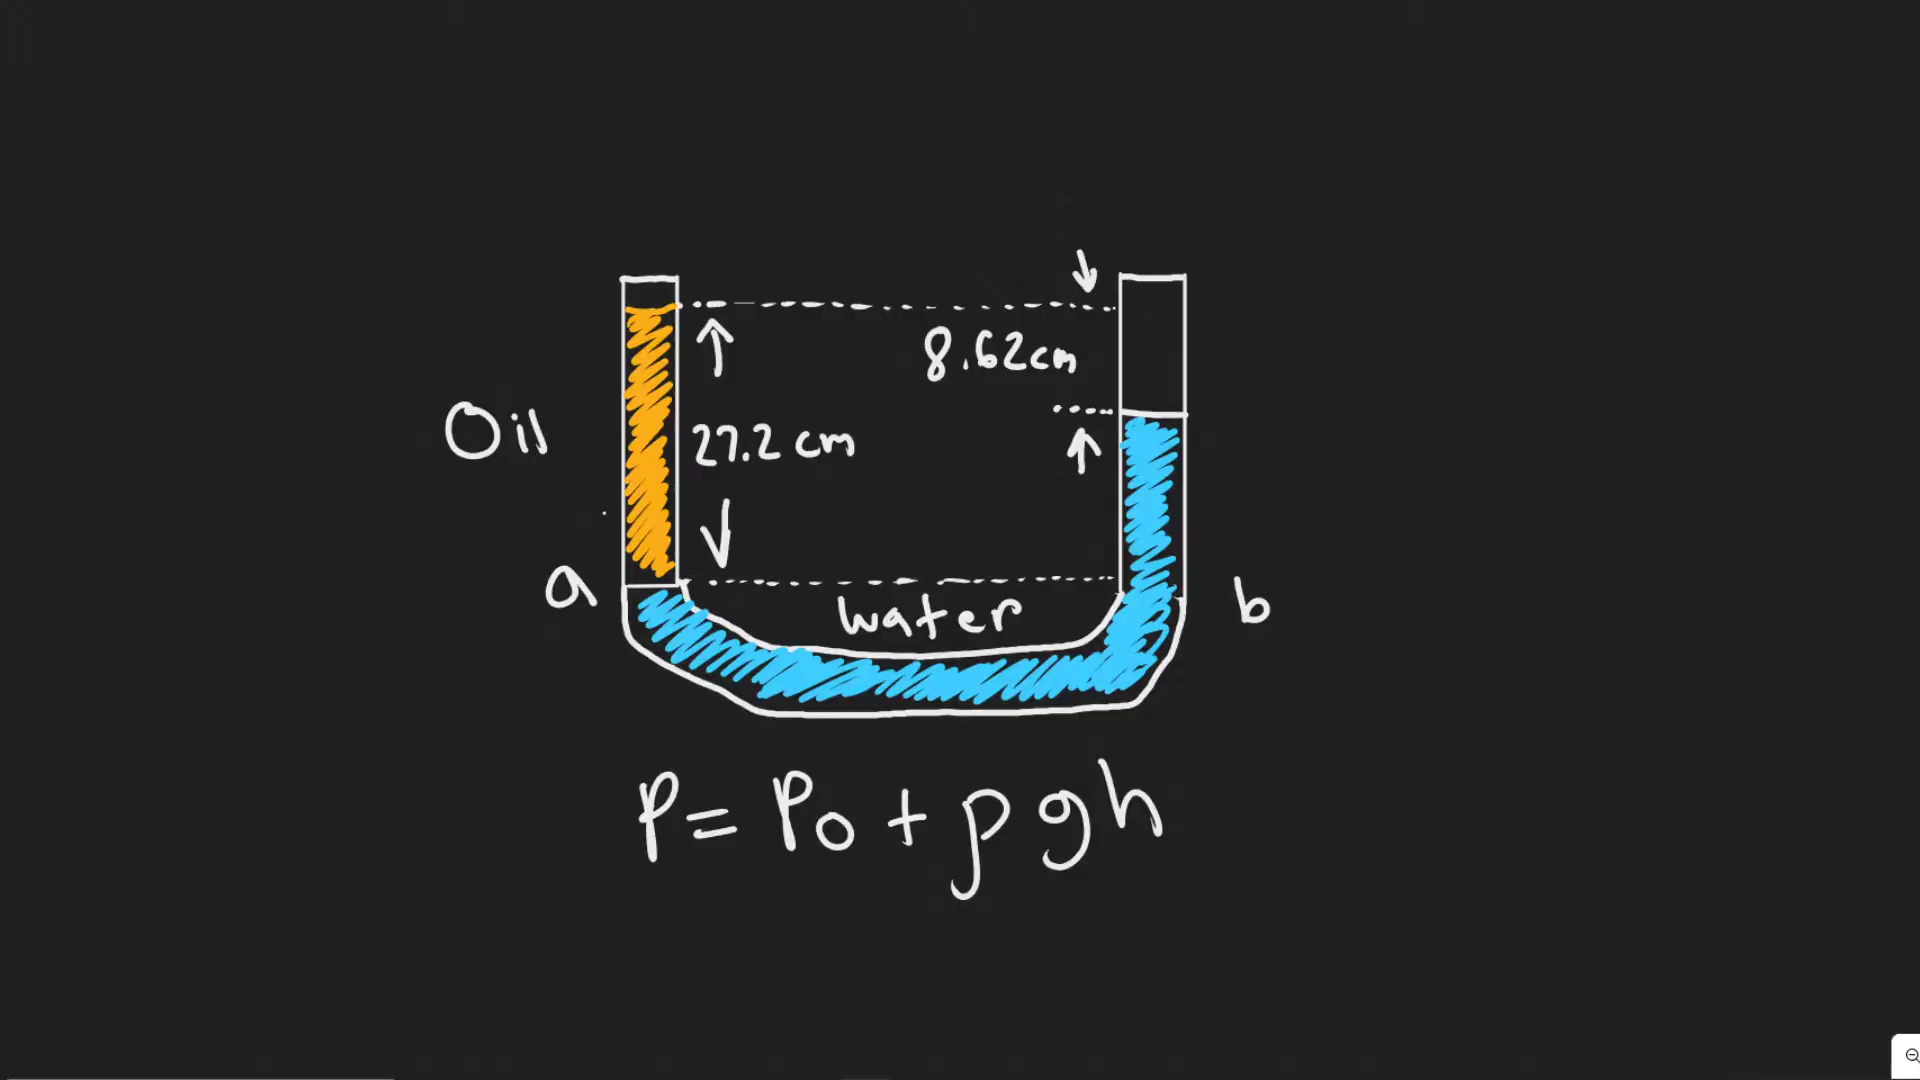 8.62cm
Oil
27.2 cm
a
water
b
P = P₀ + ρgh